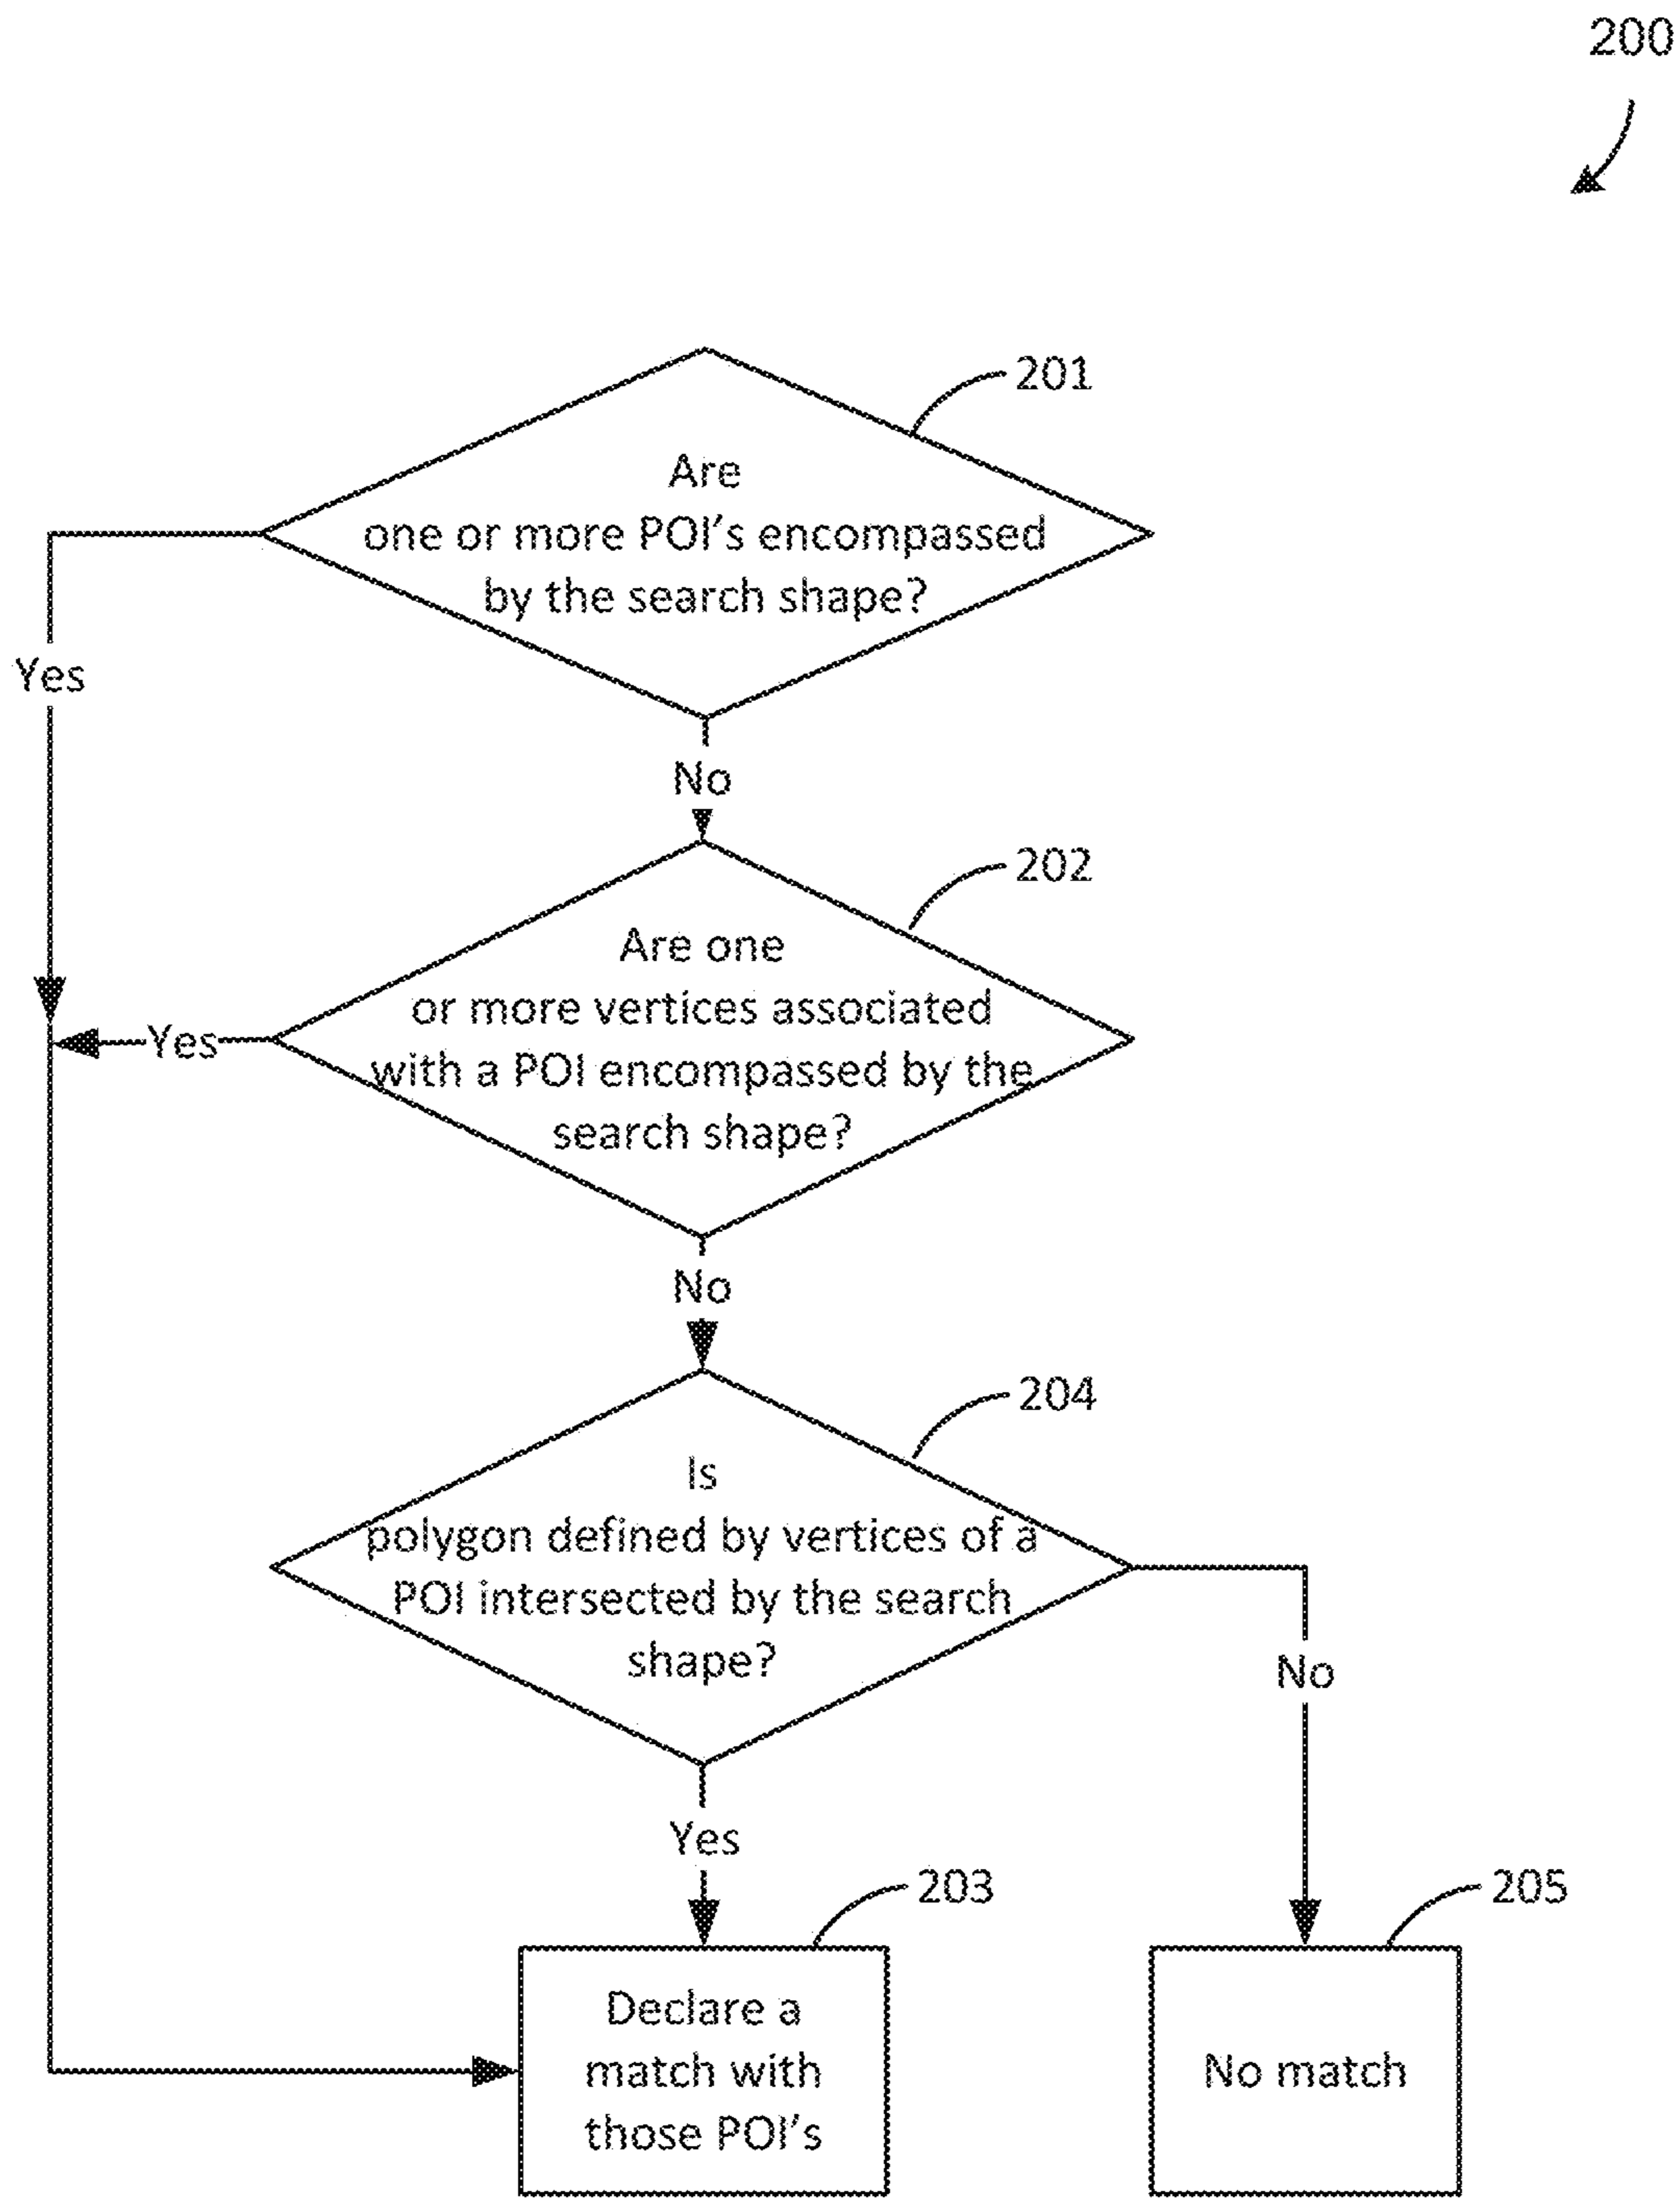 200
201
Are
one or more POI's encompassed
by the search shape?
Yes
No
202
Are one
or more vertices associated
with a POI encompassed by the
search shape?
Yes
No
204
Is
polygon defined by vertices of a
POI intersected by the search
shape?
No
Yes
203
205
Declare a
match with
those POI's
No match